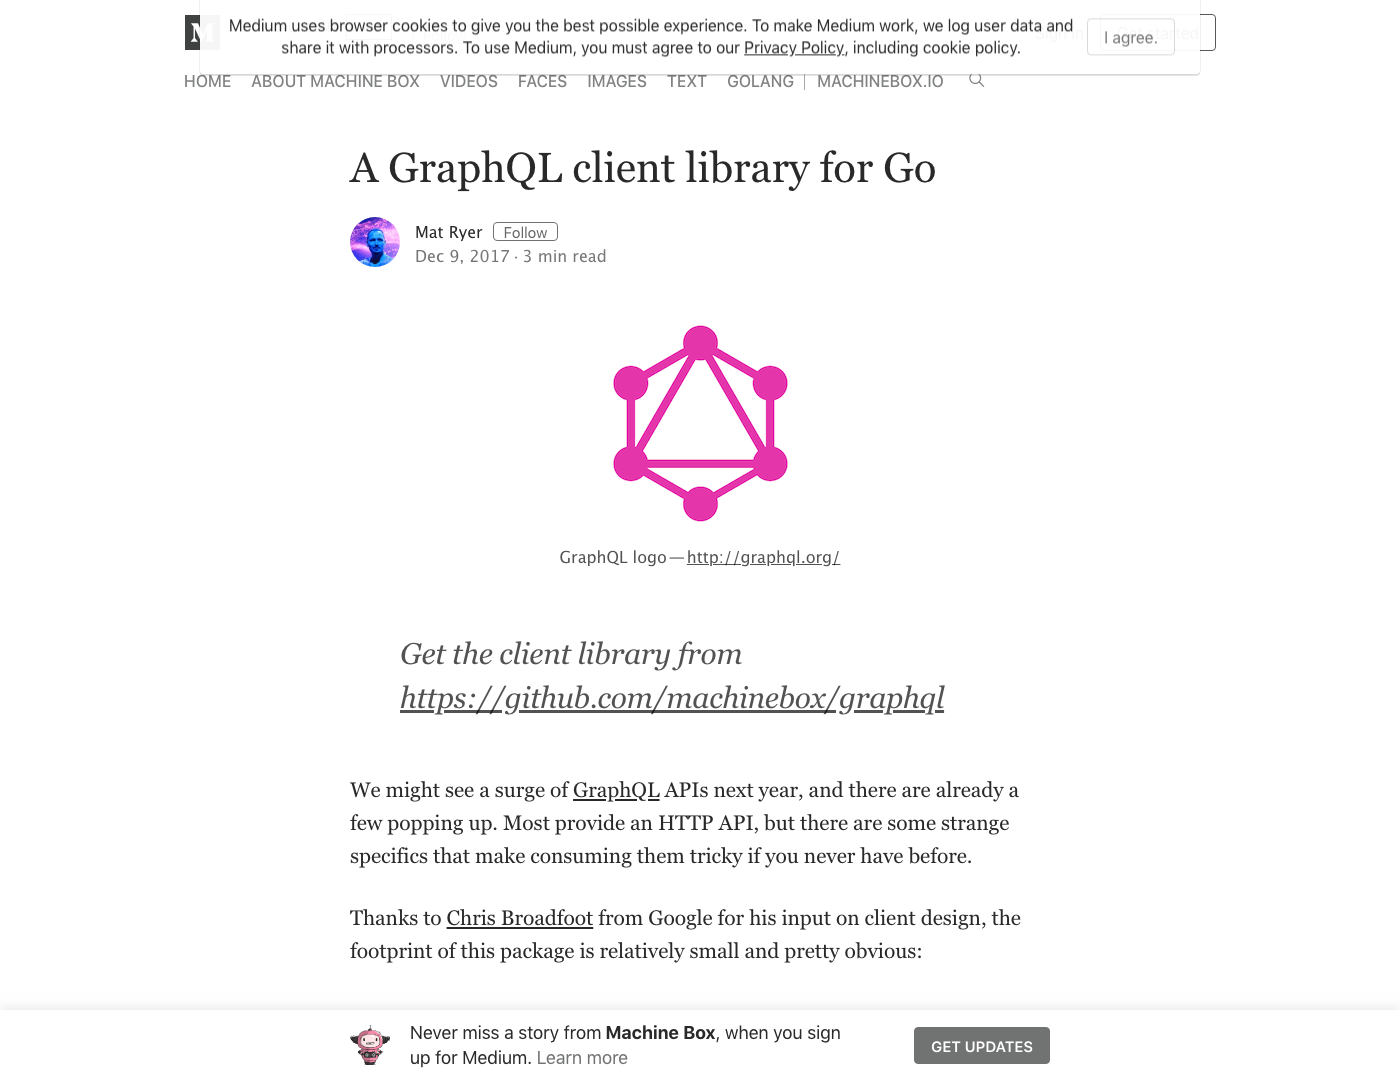 M
Medium uses browser cookies to give you the best possible experience. To make Medium work, we log user data and
share it with processors. To use Medium, you must agree to our Privacy Policy, including cookie policy.
I agree.
HOME ABOUT MACHINE BOX VIDEOS FACES IMAGES TEXT GOLANG MACHINEBOX.IO
A GraphQL client library for Go
Mat Ryer Follow
Dec 9, 2017 · 3 min read
GraphQL logo — http://graphql.org/
Get the client library from
https://github.com/machinebox/graphql
We might see a surge of GraphQL APIs next year, and there are already a
few popping up. Most provide an HTTP API, but there are some strange
specifics that make consuming them tricky if you never have before.
Thanks to Chris Broadfoot from Google for his input on client design, the
footprint of this package is relatively small and pretty obvious:
Never miss a story from Machine Box, when you sign
up for Medium. Learn more
GET UPDATES